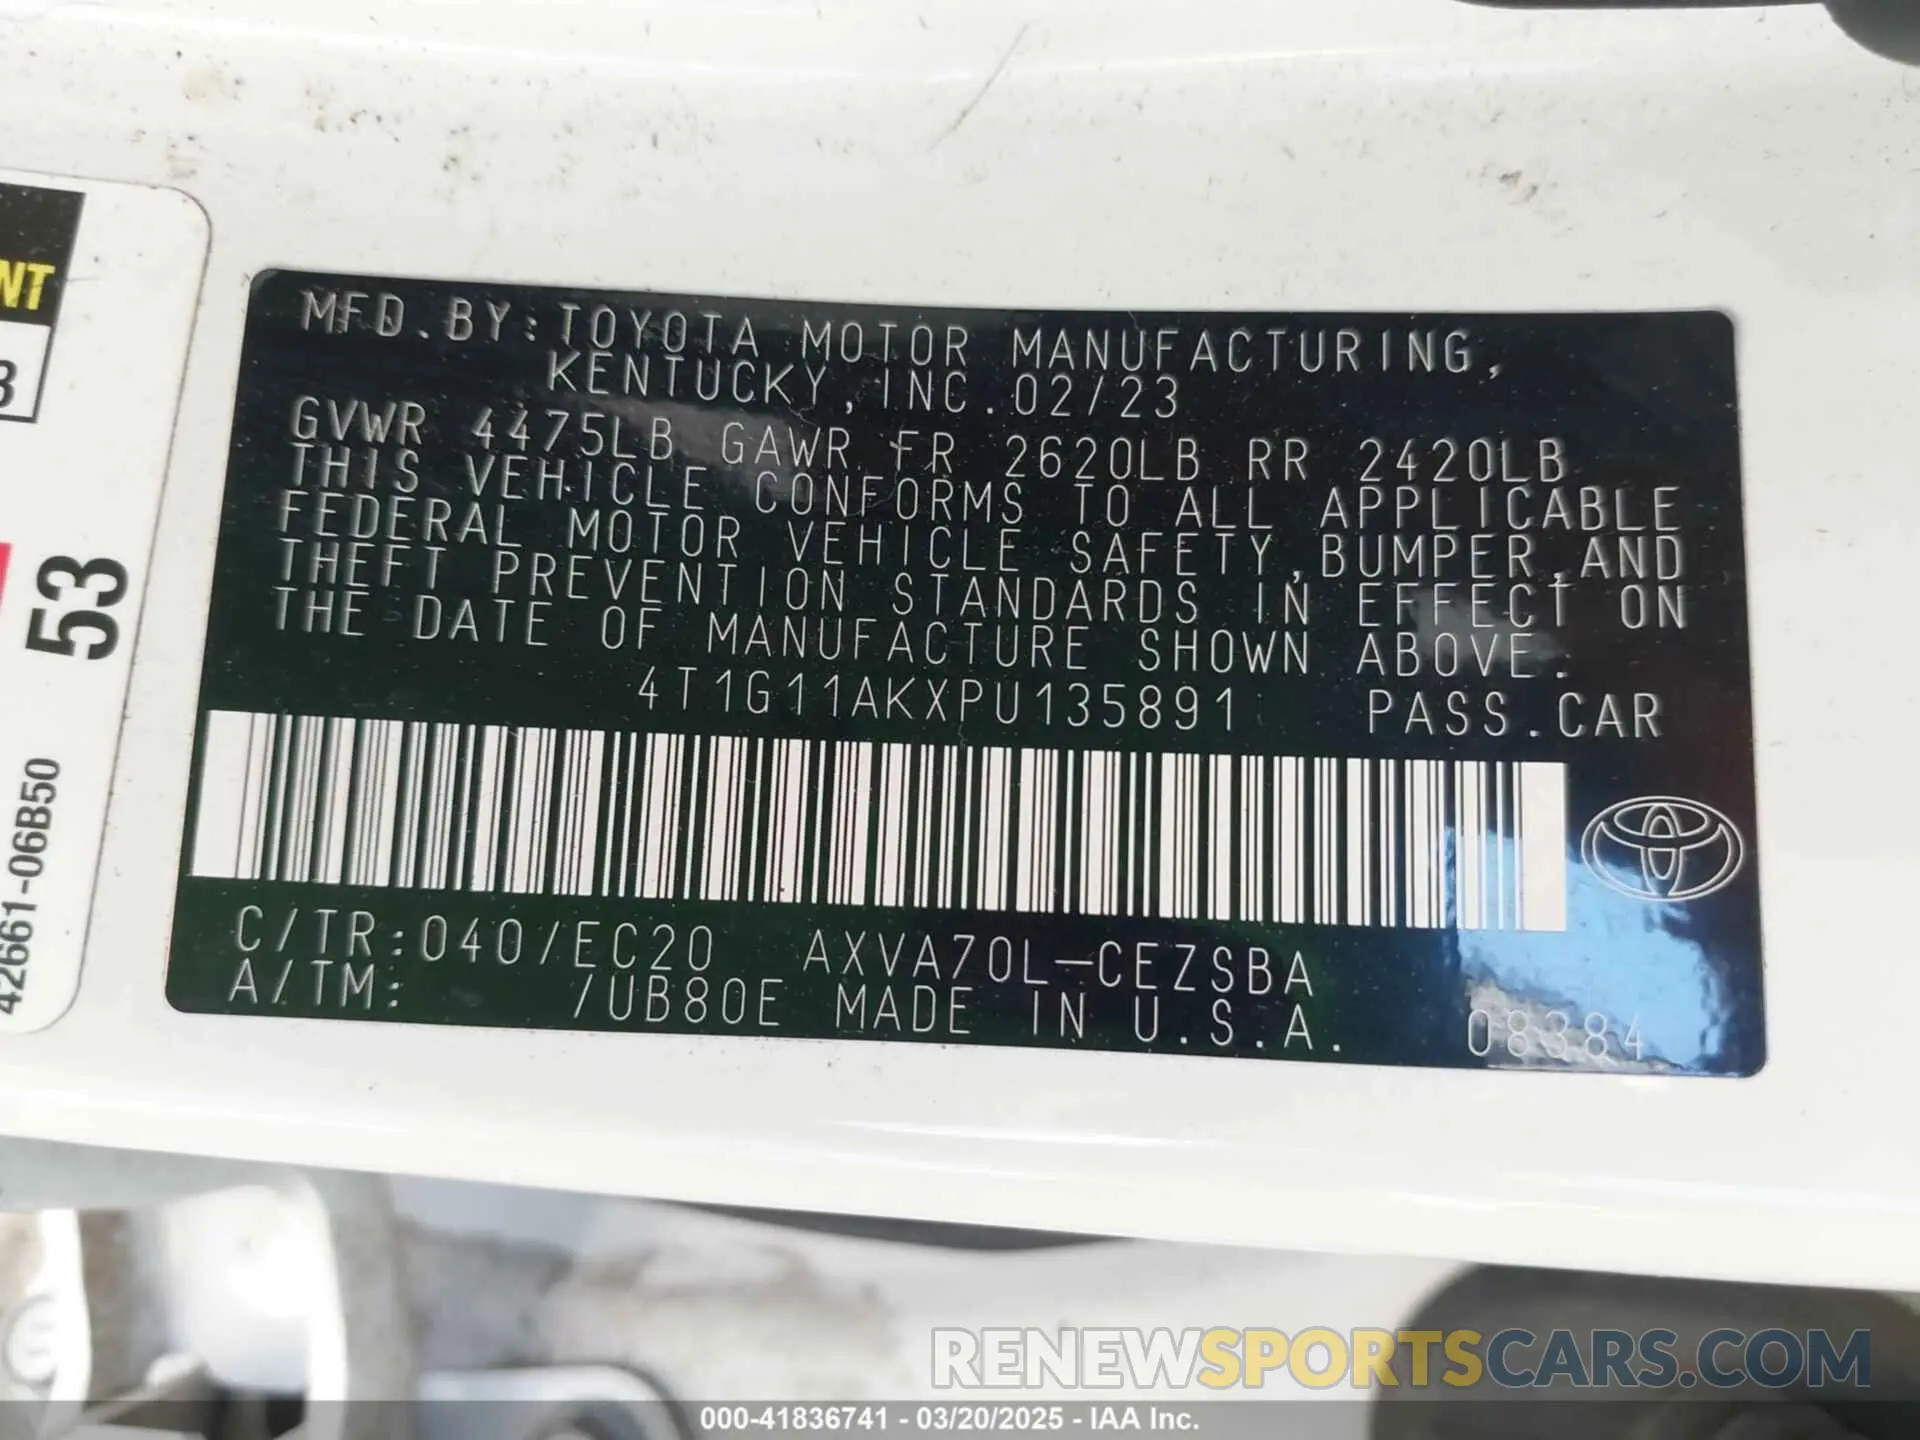 MFD.BY:TOYOTA MOTOR MANUFACTURING,
KENTUCKY,INC.02/23
GVWR 4475LB GAWR FR 2620LB RR 2420LB
THIS VEHICLE CONFORMS TO ALL APPLICABLE
FEDERAL MOTOR VEHICLE SAFETY,BUMPER,AND
THEFT PREVENTION STANDARDS IN EFFECT ON
THE DATE OF MANUFACTURE SHOWN ABOVE.
4T1G11AKXPU135891 PASS.CAR
C/TR:040/EC20 AXVA70L-CEZSBA
A/TM: /UB80E MADE IN U.S.A. 08384
NT
3
53
42661-06B50
RENEWSPORTSCARS.COM
000-41836741 - 03/20/2025 - IAA Inc.